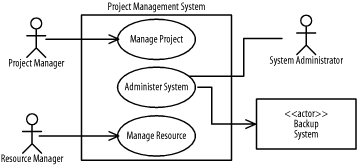 Project Management System
Manage Project
Project Manager
System Administrator
Administer System
<<actor>>
Backup
System
Manage Resource
Resource Manager